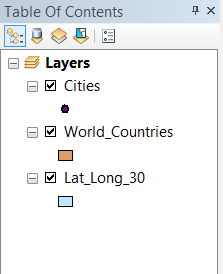 Table Of Contents
Layers
Cities
World_Countries
Lat_Long_30